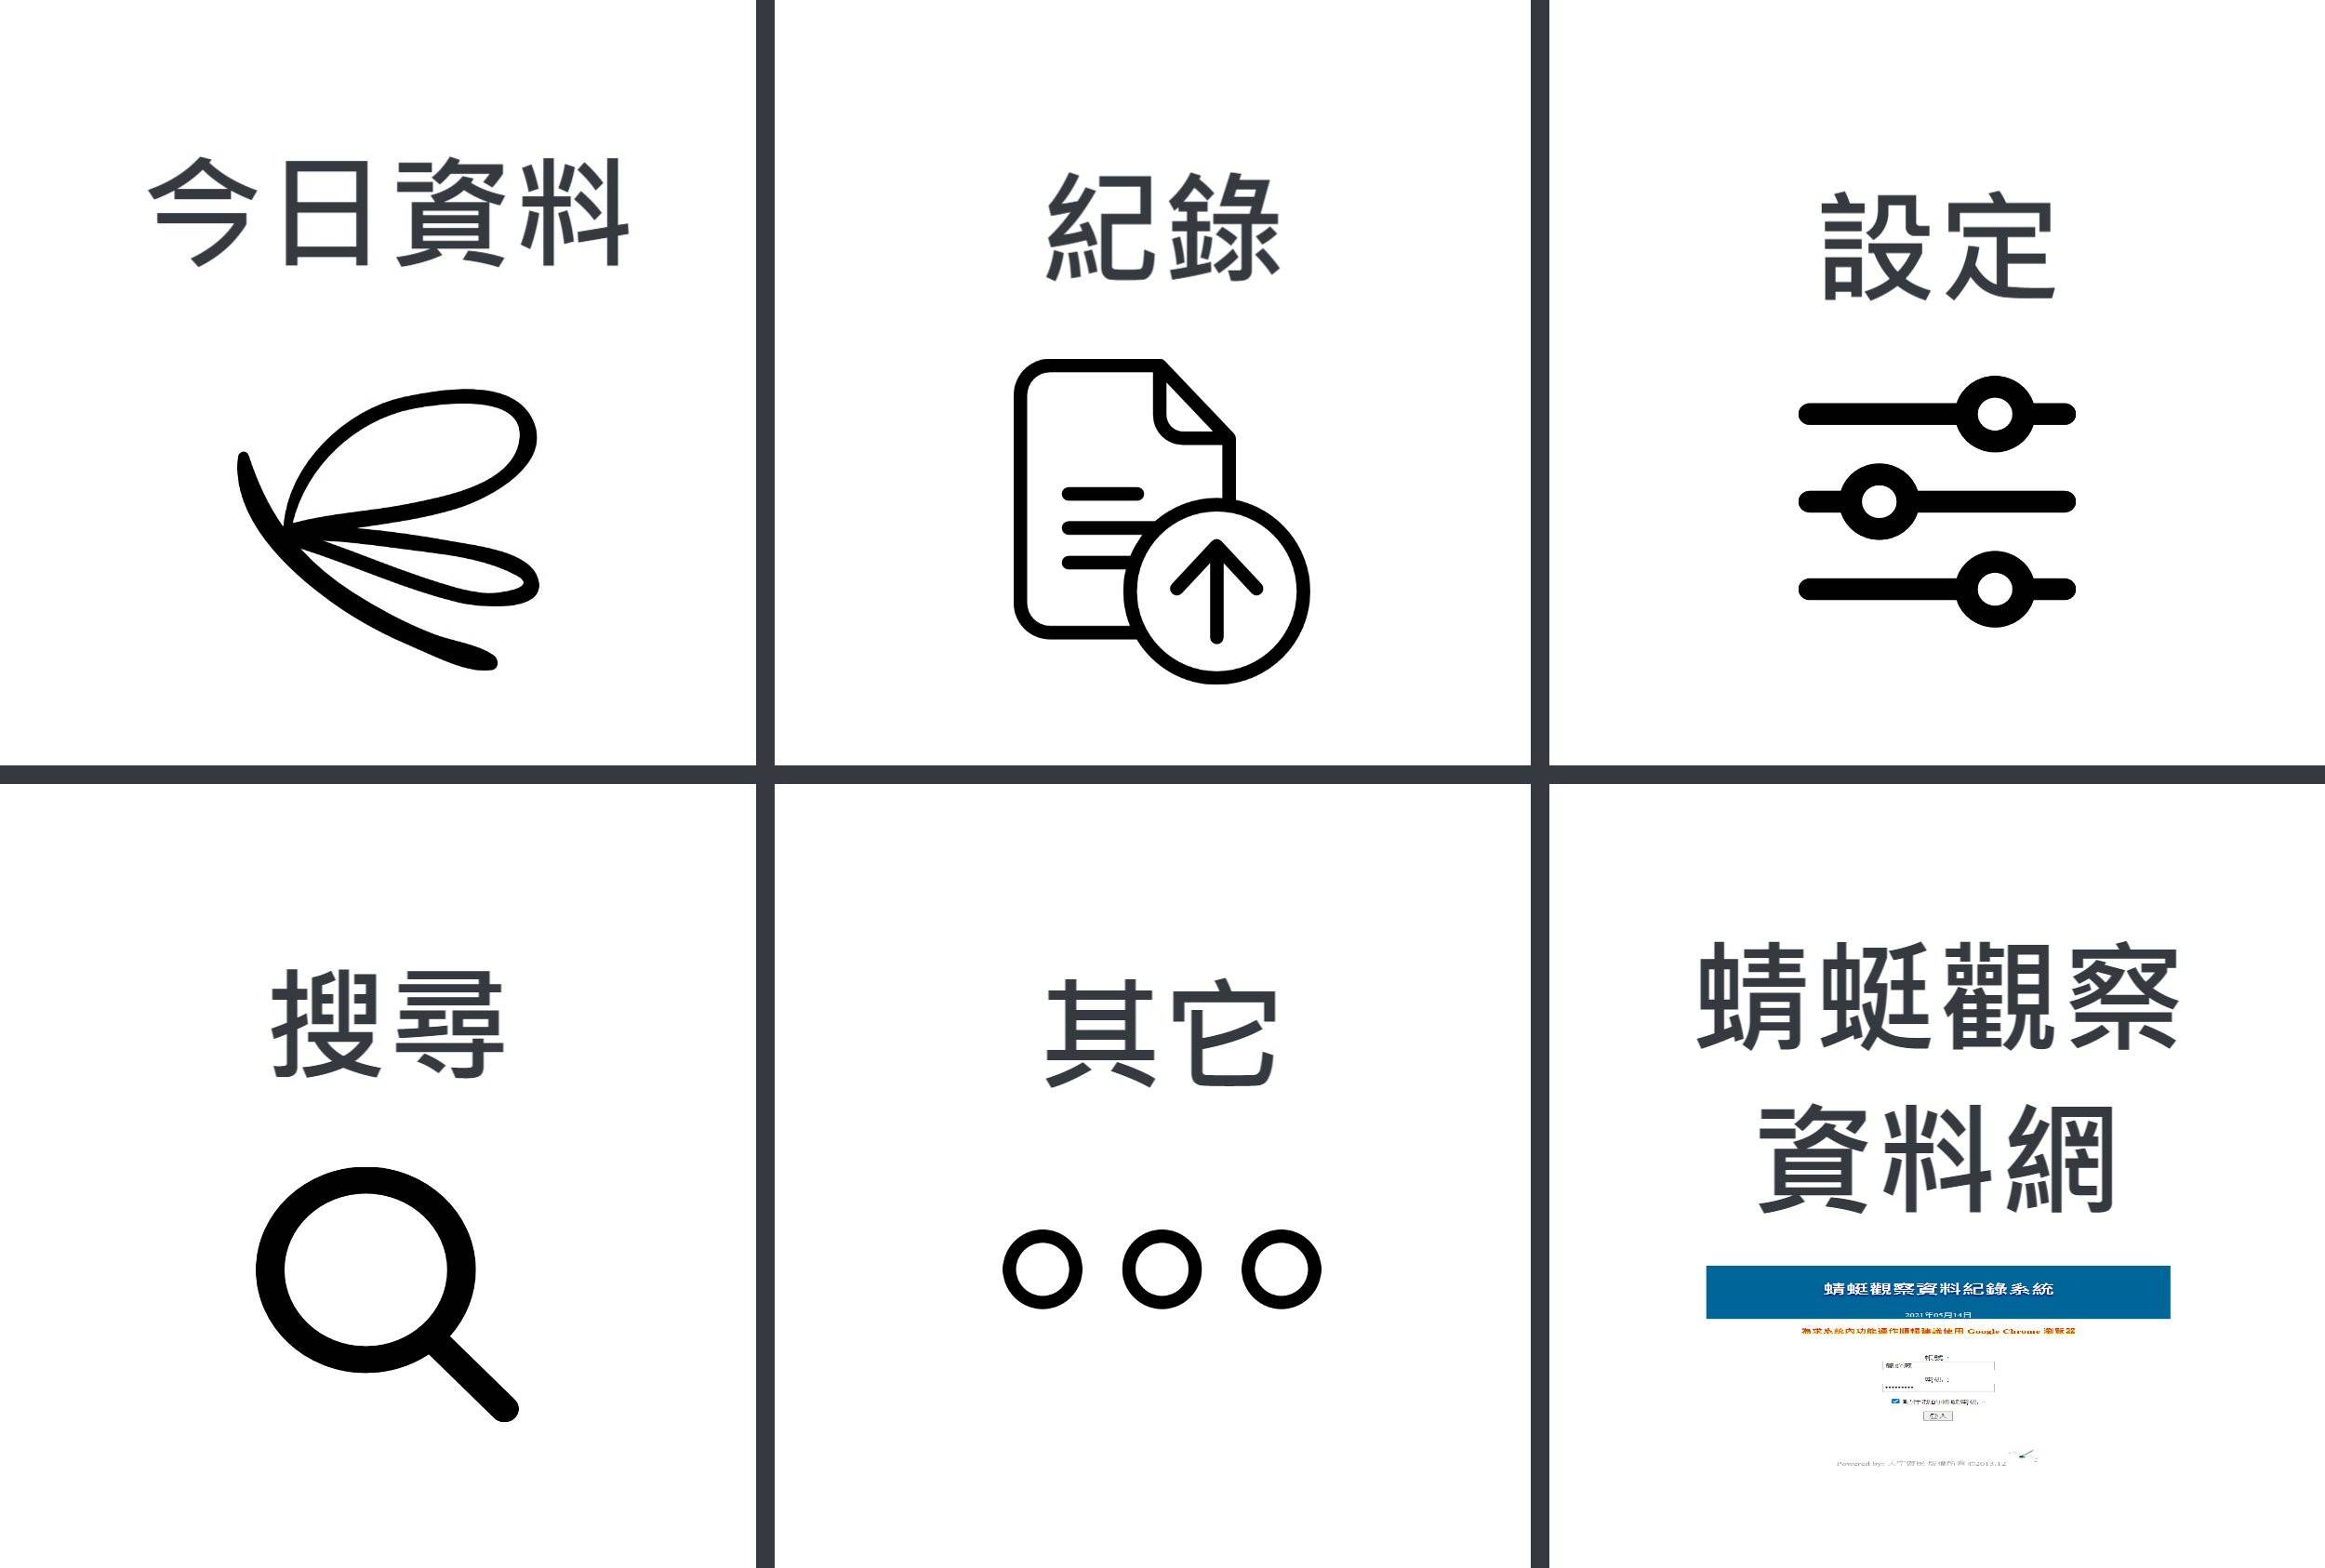 今日資料
紀錄
設定
搜尋
其它
蜻蜓觀察
資料網
蜻蜓觀察資料紀錄系統
2021年05月14日
為求系統內功能運作順暢建議使用 Google Chrome 瀏覽器
帳號：
密碼：
登入
Powered by: ©2013.12